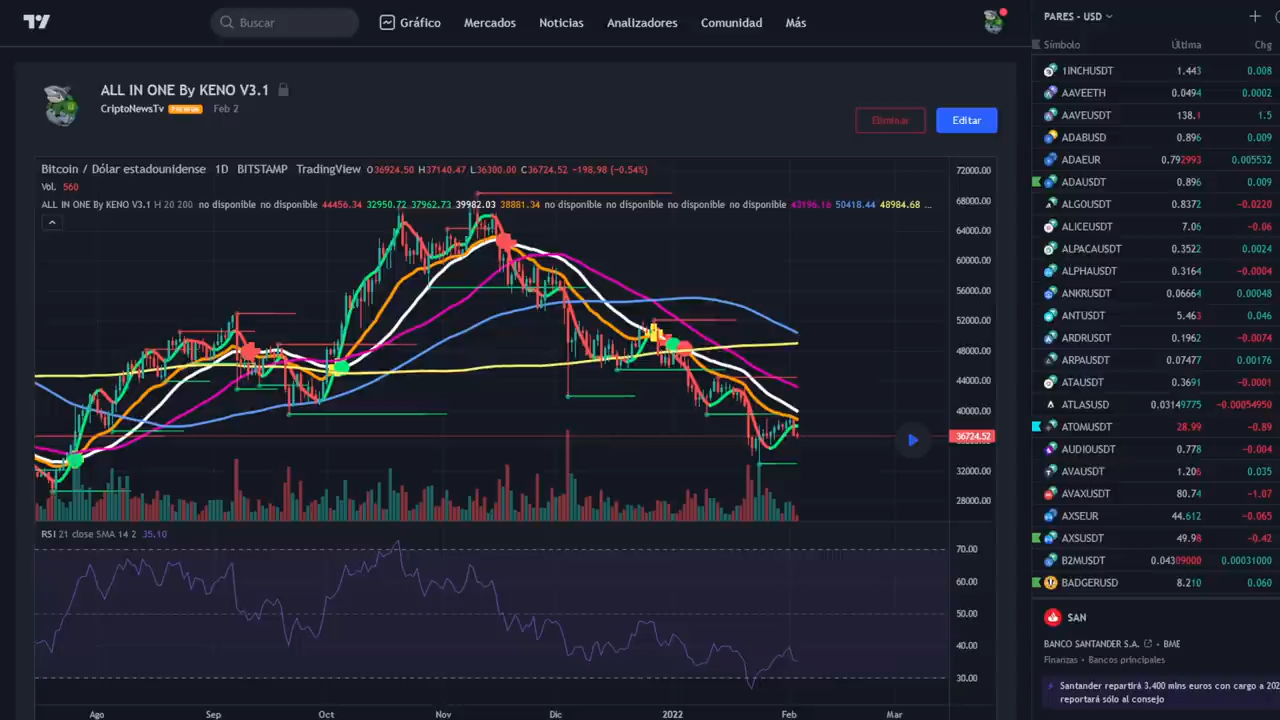 Buscar Gráfico Mercados Noticias Analizadores Comunidad Más
ALL IN ONE By KENO V3.1
CriptoNewsTv PREMIUM Feb 2
Eliminar Editar
Bitcoin / Dólar estadounidense 1D BITSTAMP TradingView O36924.50 H37140.47 L36300.00 C36724.52 −198.98 (−0.54%)
Vol. 560
ALL IN ONE By KENO V3.1 H 20 200 no disponible no disponible 44456.34 32950.72 37962.73 39982.03 38881.34 no disponible no disponible no disponible no disponible 43196.16 50418.44 48984.68 ...
72000.00
68000.00
64000.00
60000.00
56000.00
52000.00
48000.00
44000.00
40000.00
36724.52
32000.00
28000.00
RSI 21 close SMA 14 2 35.10
70.00
60.00
50.00
40.00
30.00
Ago Sep Oct Nov Dic 2022 Feb Mar
PARES - USD
Símbolo Última Chg
1INCHUSDT 1.443 0.008
AAVEETH 0.0494 0.0002
AAVEUSDT 138.1 1.5
ADABUSD 0.896 0.009
ADAEUR 0.792993 0.005532
ADAUSDT 0.896 0.009
ALGOUSDT 0.8372 −0.0220
ALICEUSDT 7.06 −0.06
ALPACAUSDT 0.3522 0.0024
ALPHAUSDT 0.3164 −0.0004
ANKRUSDT 0.06664 0.00048
ANTUSDT 5.463 0.046
ARDRUSDT 0.1962 −0.0074
ARPAUSDT 0.07477 0.00176
ATAUSDT 0.3691 −0.0001
ATLASUSD 0.03149775 −0.00054950
ATOMUSDT 28.99 −0.89
AUDIOUSDT 0.778 −0.004
AVAUSDT 1.206 0.035
AVAXUSDT 80.74 −1.07
AXSEUR 44.612 −0.065
AXSUSDT 49.98 −0.42
B2MUSDT 0.04309000 0.00031000
BADGERUSD 8.210 0.060
SAN
BANCO SANTANDER S.A. • BME
Finanzas • Bancos principales
Santander repartirá 3.400 mlns euros con cargo a 202
reportará sólo al consejo